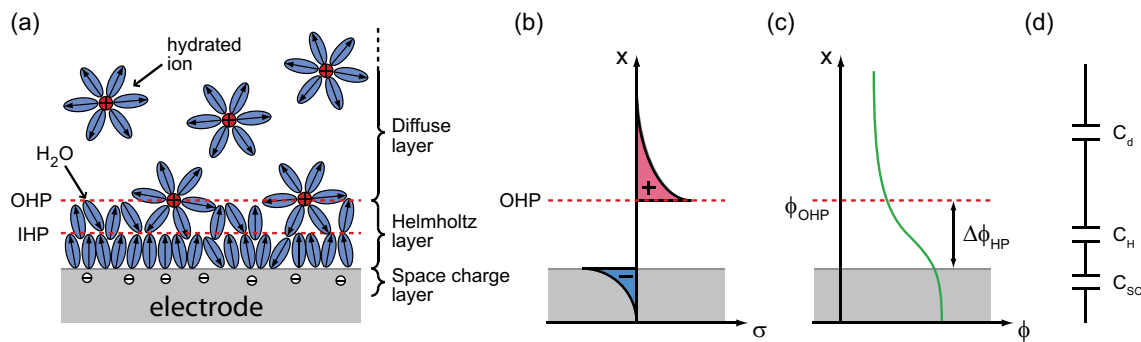 (a)
hydrated
ion
H₂O
OHP
IHP
electrode
Diffuse
layer
Helmholtz
layer
Space charge
layer
(b)
x
OHP
+
−
σ
(c)
x
ϕOHP
ΔϕHP
ϕ
(d)
Cd
CH
CSC